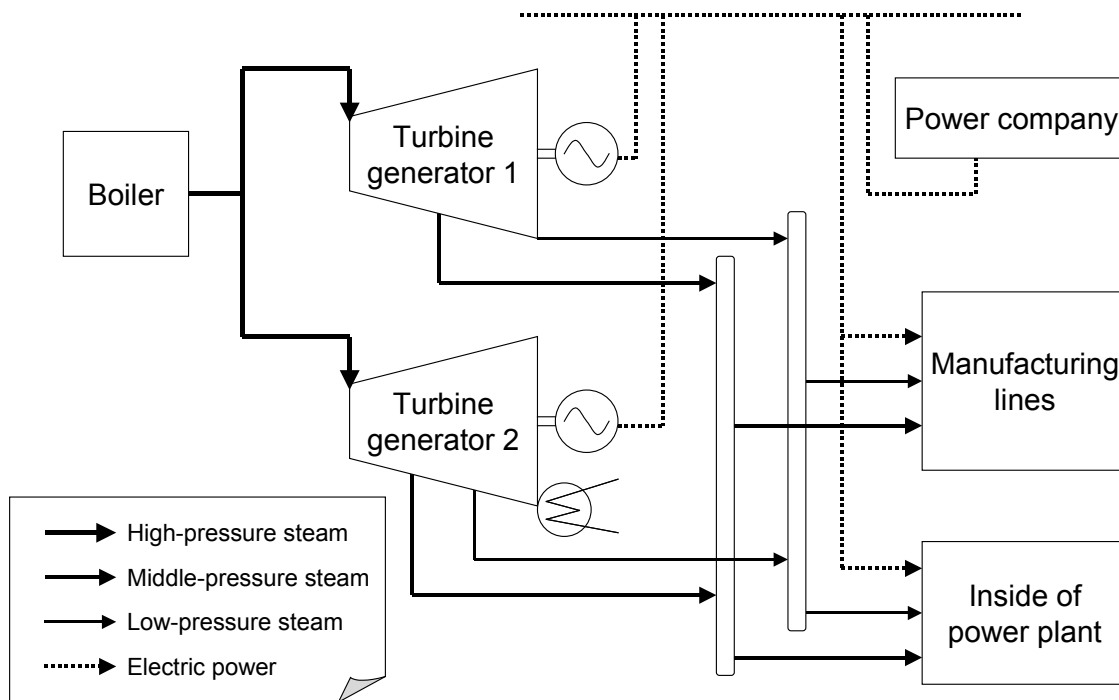 Power company
Turbine
generator 1
Boiler
Manufacturing
lines
Turbine
generator 2
High-pressure steam
Middle-pressure steam
Low-pressure steam
Electric power
Inside of
power plant